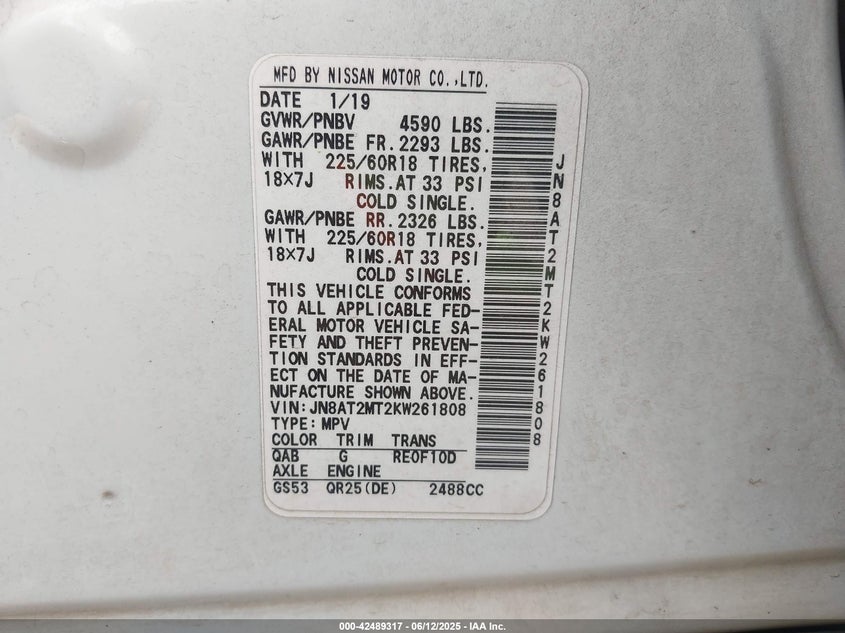 MFD BY NISSAN MOTOR CO.,LTD.
DATE 1/19
GVWR/PNBV 4590 LBS.
GAWR/PNBE FR. 2293 LBS.
WITH 225/60R18 TIRES,
18×7J RIMS.AT 33 PSI
COLD SINGLE.
GAWR/PNBE RR. 2326 LBS.
WITH 225/60R18 TIRES,
18×7J RIMS.AT 33 PSI
COLD SINGLE.
THIS VEHICLE CONFORMS
TO ALL APPLICABLE FED-
ERAL MOTOR VEHICLE SA-
FETY AND THEFT PREVEN-
TION STANDARDS IN EFF-
ECT ON THE DATE OF MA-
NUFACTURE SHOWN ABOVE.
VIN:JN8AT2MT2KW261808
TYPE:MPV
COLOR TRIM TRANS
QAB G RE0F10D
AXLE ENGINE
GS53 QR25(DE) 2488CC
JN8AT2MT2KW261808
000-42489317 - 06/12/2025 - IAA Inc.